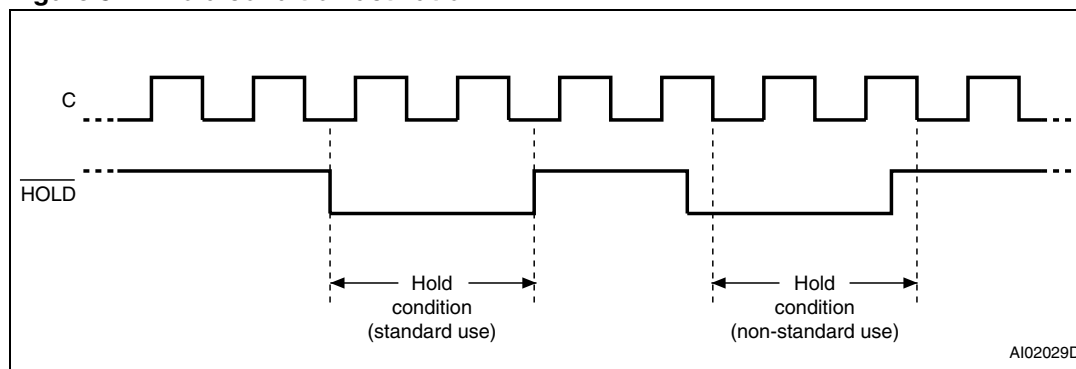 C
HOLD
Hold
condition
(standard use)
Hold
condition
(non-standard use)
AI02029D